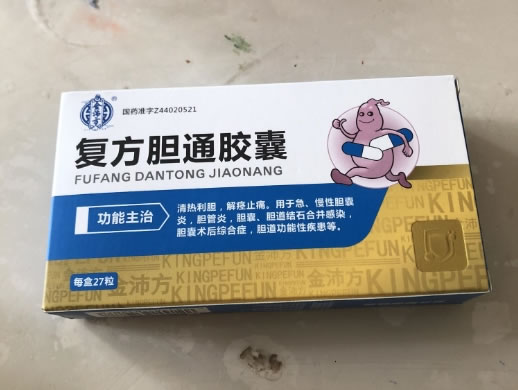 国药准字Z44020521
复方胆通胶囊
FUFANG DANTONG JIAONANG
功能主治
清热利胆，解痉止痛。用于急、慢性胆囊
炎，胆管炎，胆囊、胆道结石合并感染，
胆囊术后综合症，胆道功能性疾患等。
每盒27粒
KINGPEFUN
金沛方
KINGPEFUN